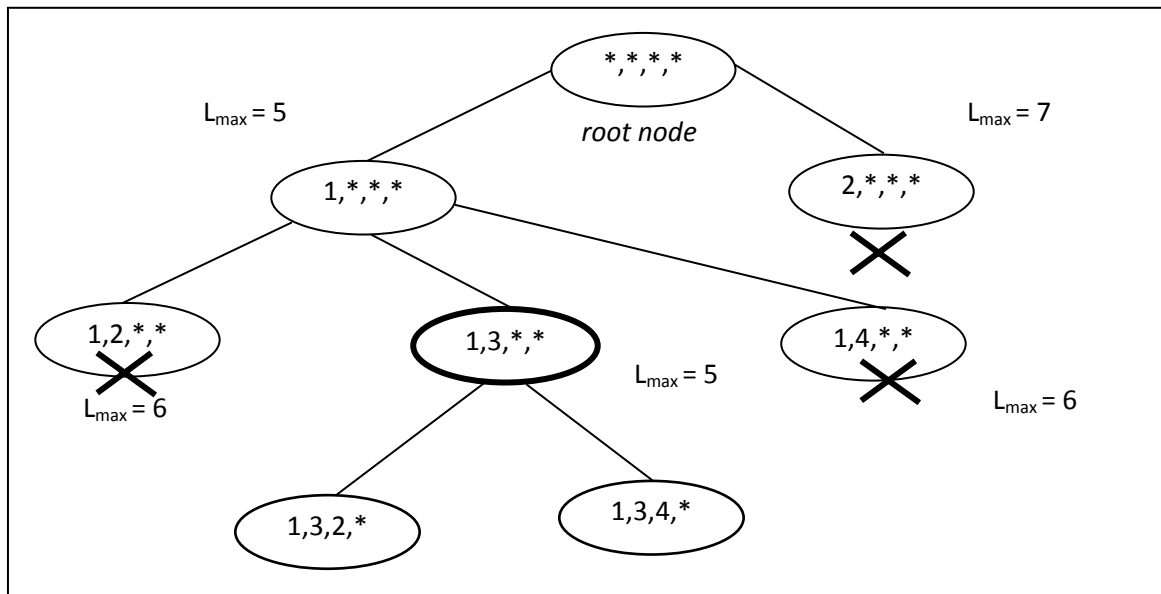 *,*,*,*
L_max = 5
root node
L_max = 7
1,*,*,*
2,*,*,*
1,2,*,*
1,3,*,*
1,4,*,*
L_max = 5
L_max = 6
L_max = 6
1,3,2,*
1,3,4,*